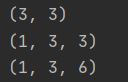 (3, 3)
(1, 3, 3)
(1, 3, 6)